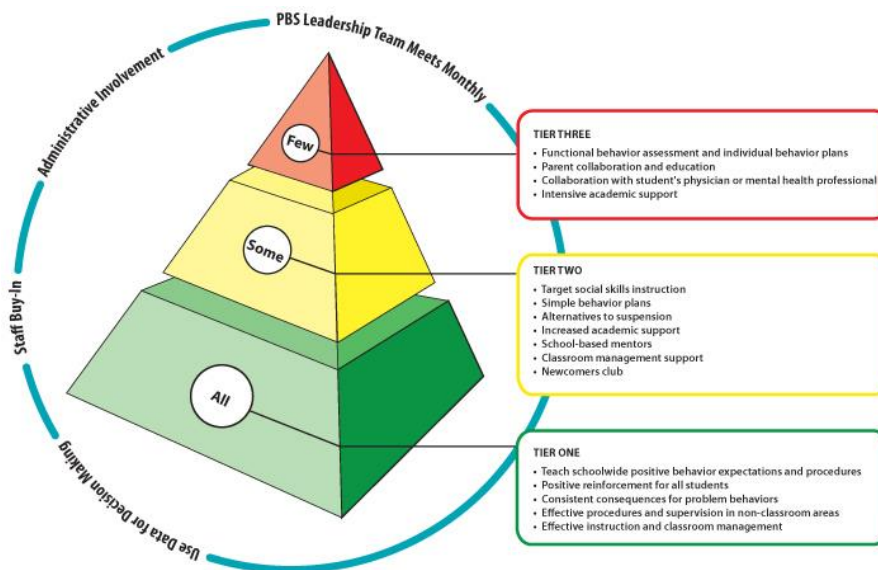 PBS Leadership Team Meets Monthly
Administrative Involvement
Staff Buy-In
Use Data for Decision Making
Few
Some
All
TIER THREE
• Functional behavior assessment and individual behavior plans
• Parent collaboration and education
• Collaboration with student's physician or mental health professional
• Intensive academic support
TIER TWO
• Target social skills instruction
• Simple behavior plans
• Alternatives to suspension
• Increased academic support
• School-based mentors
• Classroom management support
• Newcomers club
TIER ONE
• Teach schoolwide positive behavior expectations and procedures
• Positive reinforcement for all students
• Consistent consequences for problem behaviors
• Effective procedures and supervision in non-classroom areas
• Effective instruction and classroom management